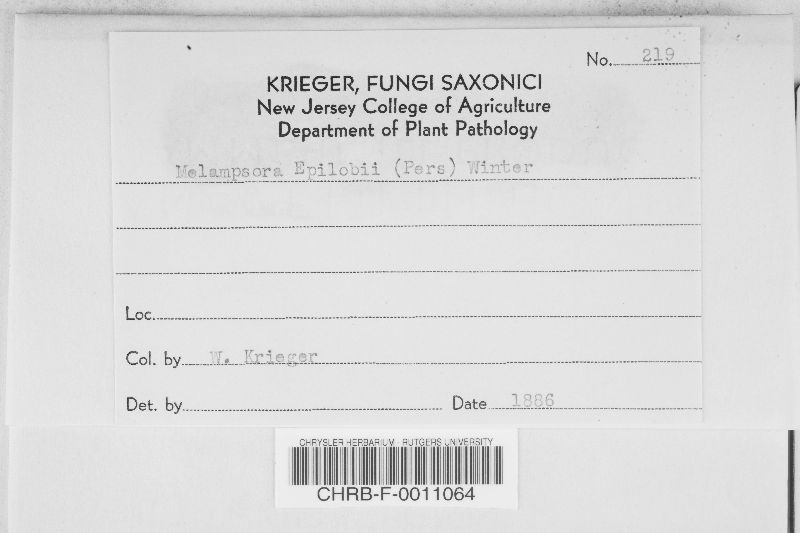 No. 219
KRIEGER, FUNGI SAXONICI
New Jersey College of Agriculture
Department of Plant Pathology
Melampsora Epilobii (Pers) Winter
Loc.
Col. by W. Krieger
Det. by Date 1886
CHRYSLER HERBARIUM - RUTGERS UNIVERSITY
CHRB-F-0011064